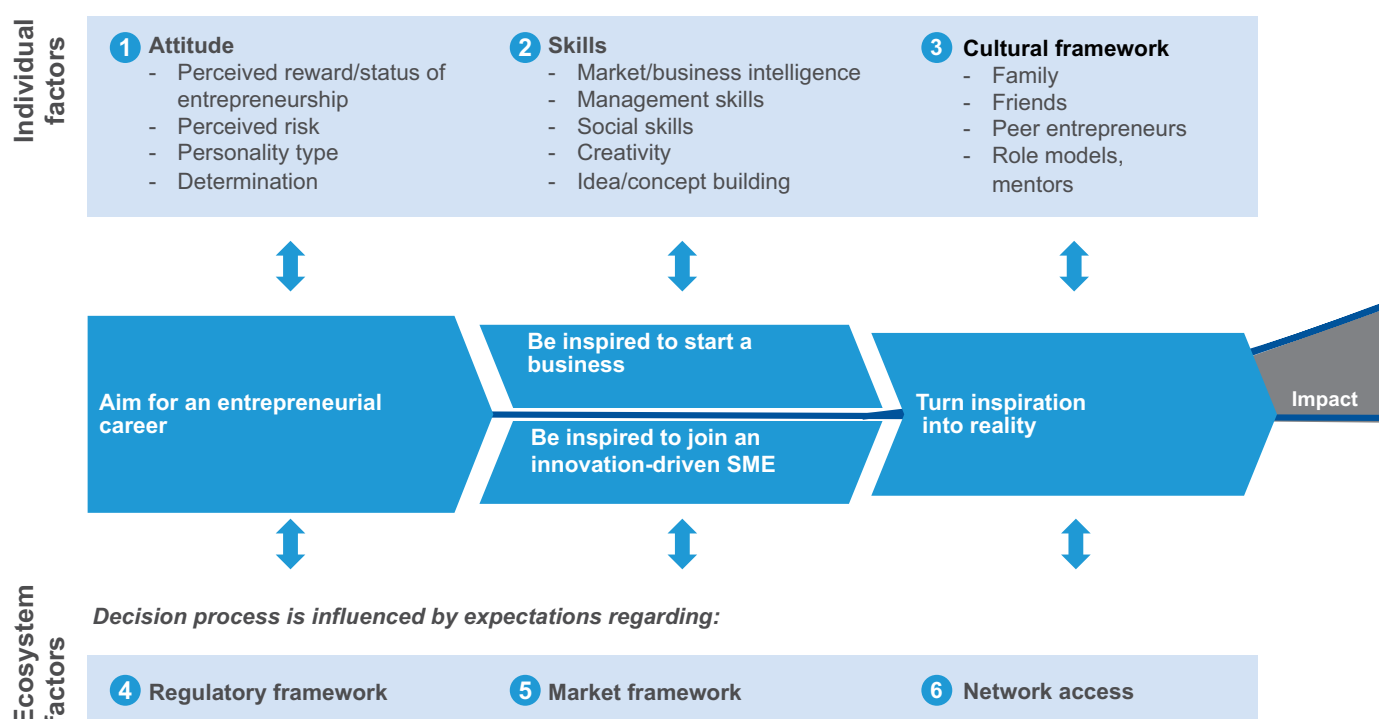 Individual
factors
1 Attitude
- Perceived reward/status of
entrepreneurship
- Perceived risk
- Personality type
- Determination
2 Skills
- Market/business intelligence
- Management skills
- Social skills
- Creativity
- Idea/concept building
3 Cultural framework
- Family
- Friends
- Peer entrepreneurs
- Role models,
mentors
Aim for an entrepreneurial
career
Be inspired to start a
business
Be inspired to join an
innovation-driven SME
Turn inspiration
into reality
Impact
Ecosystem
factors
Decision process is influenced by expectations regarding:
4 Regulatory framework
5 Market framework
6 Network access